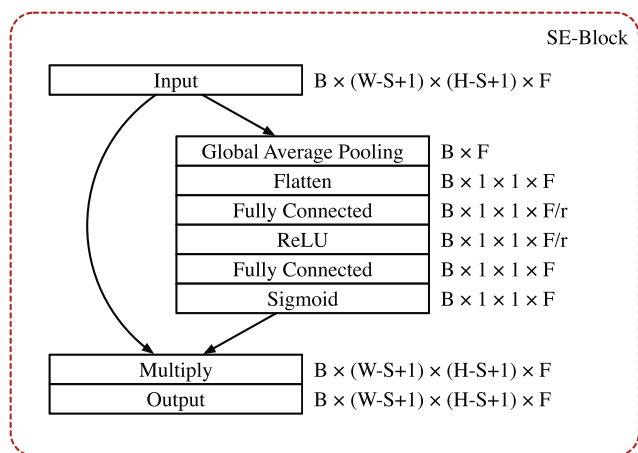 SE-Block
Input B × (W-S+1) × (H-S+1) × F
Global Average Pooling B × F
Flatten B × 1 × 1 × F
Fully Connected B × 1 × 1 × F/r
ReLU B × 1 × 1 × F/r
Fully Connected B × 1 × 1 × F
Sigmoid B × 1 × 1 × F
Multiply B × (W-S+1) × (H-S+1) × F
Output B × (W-S+1) × (H-S+1) × F